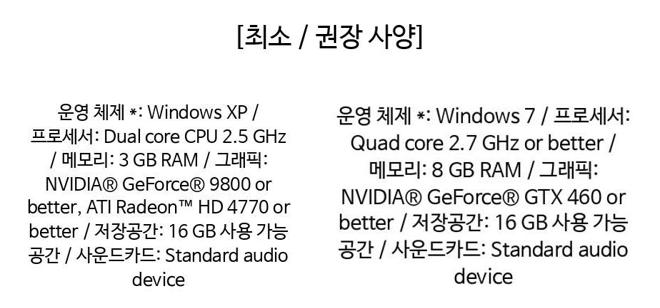 [최소 / 권장 사양]
운영 체제 *: Windows XP /
프로세서: Dual core CPU 2.5 GHz
/ 메모리: 3 GB RAM / 그래픽:
NVIDIA® GeForce® 9800 or
better, ATI Radeon™ HD 4770 or
better / 저장공간: 16 GB 사용 가능
공간 / 사운드카드: Standard audio
device
운영 체제 *: Windows 7 / 프로세서:
Quad core 2.7 GHz or better /
메모리: 8 GB RAM / 그래픽:
NVIDIA® GeForce® GTX 460 or
better / 저장공간: 16 GB 사용 가능
공간 / 사운드카드: Standard audio
device